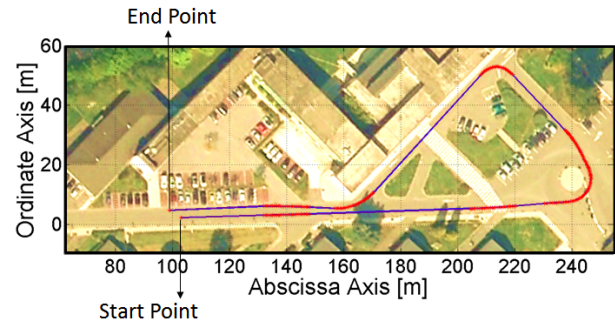 End Point
60
40
20
0
Ordinate Axis [m]
80 100 120 140 160 180 200 220 240
Abscissa Axis [m]
Start Point